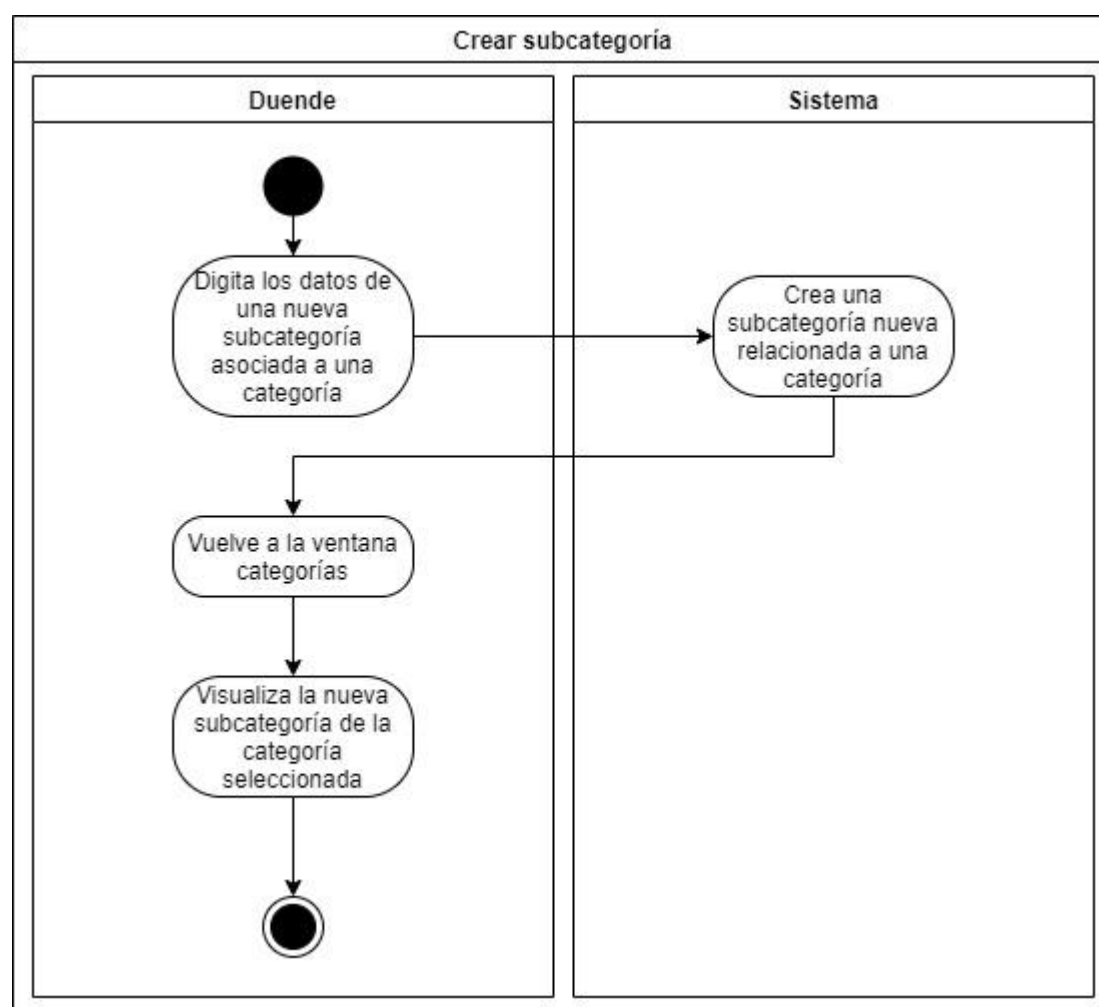 Crear subcategoría
Duende
Sistema
Digita los datos de
una nueva
subcategoría
asociada a una
categoría
Crea una
subcategoría nueva
relacionada a una
categoría
Vuelve a la ventana
categorías
Visualiza la nueva
subcategoría de la
categoría
seleccionada